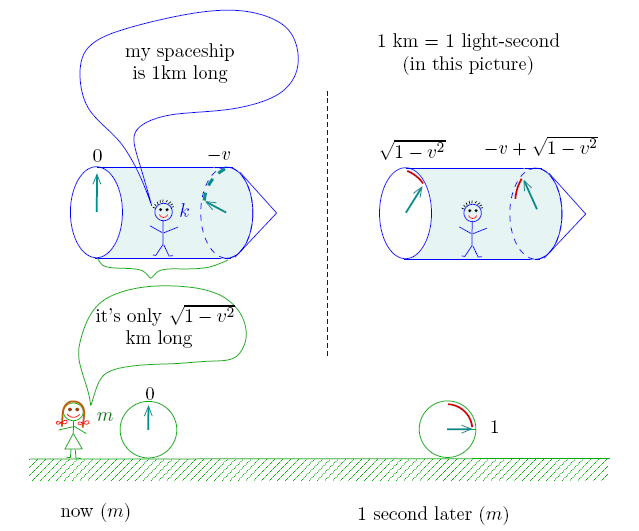 my spaceship
is 1km long
1 km = 1 light-second
(in this picture)
0
−v
√1 − v²
−v + √1 − v²
k
it's only √1 − v²
km long
m
0
1
now (m)
1 second later (m)